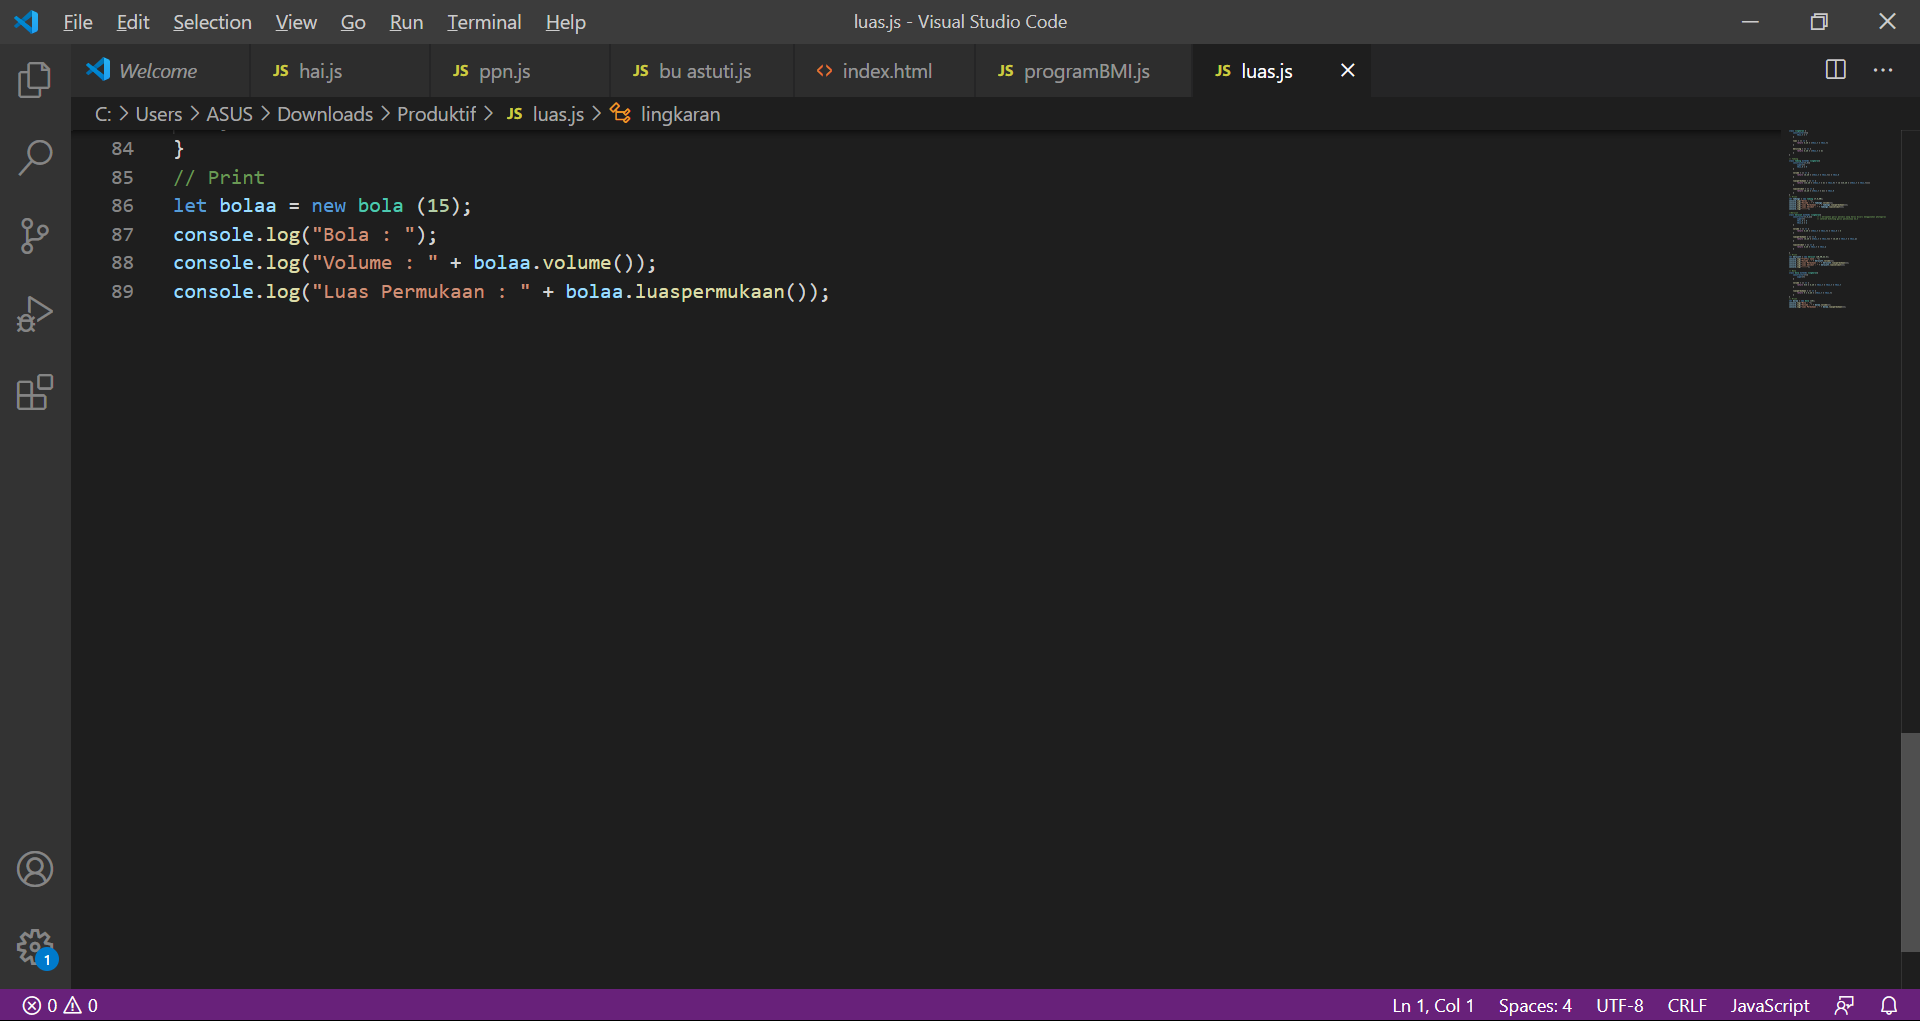 File Edit Selection View Go Run Terminal Help luas.js - Visual Studio Code
Welcome JS hai.js JS ppn.js JS bu astuti.js <> index.html JS programBMI.js JS luas.js
C: > Users > ASUS > Downloads > Produktif > JS luas.js > lingkaran
84 }
85 // Print
86 let bolaa = new bola (15);
87 console.log("Bola : ");
88 console.log("Volume : " + bolaa.volume());
89 console.log("Luas Permukaan : " + bolaa.luaspermukaan());
1
0 0 Ln 1, Col 1 Spaces: 4 UTF-8 CRLF JavaScript